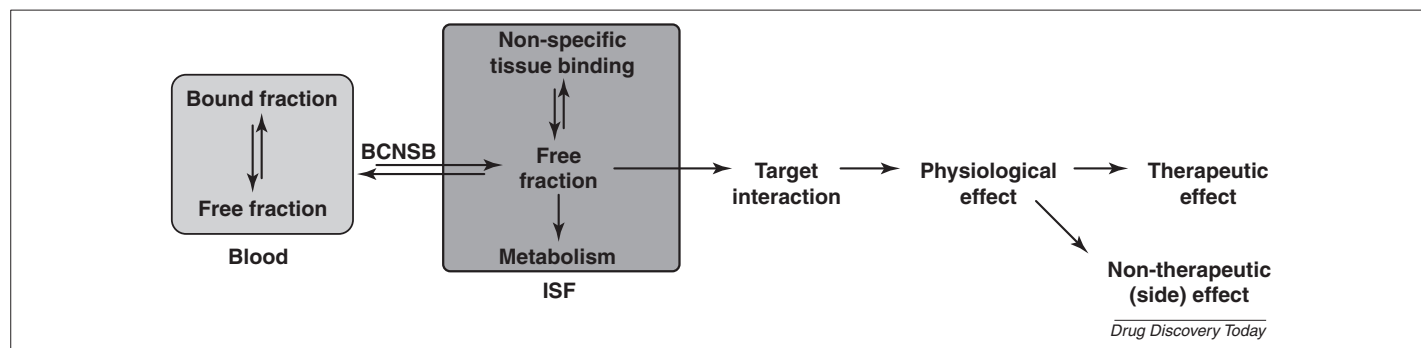 Non-specific
tissue binding
Bound fraction
BCNSB
Free
fraction
Free fraction
Metabolism
Blood
ISF
Target
interaction
Physiological
effect
Therapeutic
effect
Non-therapeutic
(side) effect
Drug Discovery Today